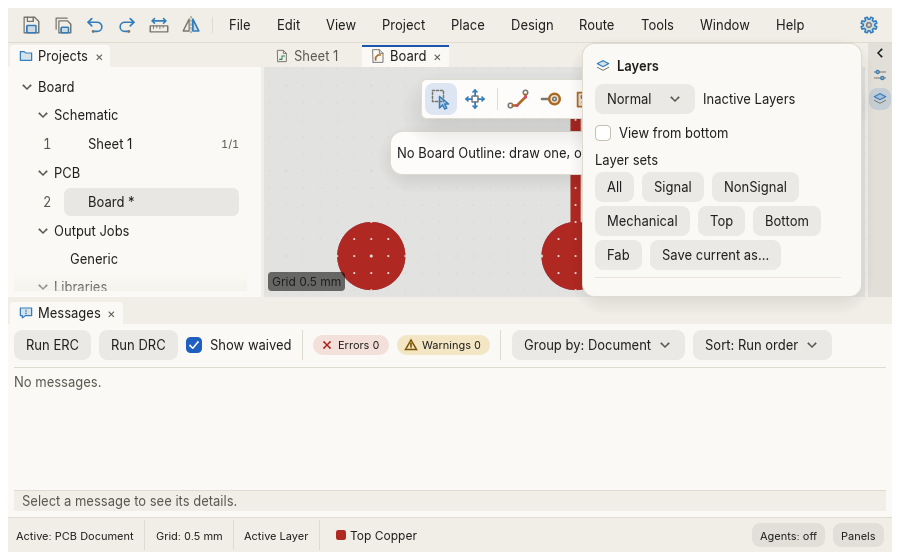 File Edit View Project Place Design Route Tools Window Help
Projects ×
Sheet 1
Board ×
Board
Schematic
1 Sheet 1 1/1
PCB
2 Board *
Output Jobs
Generic
Libraries
No Board Outline: draw one, o
Grid 0.5 mm
Layers
Normal Inactive Layers
View from bottom
Layer sets
All Signal NonSignal
Mechanical Top Bottom
Fab Save current as...
Messages ×
Run ERC Run DRC Show waived Errors 0 Warnings 0 Group by: Document Sort: Run order
No messages.
Select a message to see its details.
Active: PCB Document Grid: 0.5 mm Active Layer Top Copper Agents: off Panels